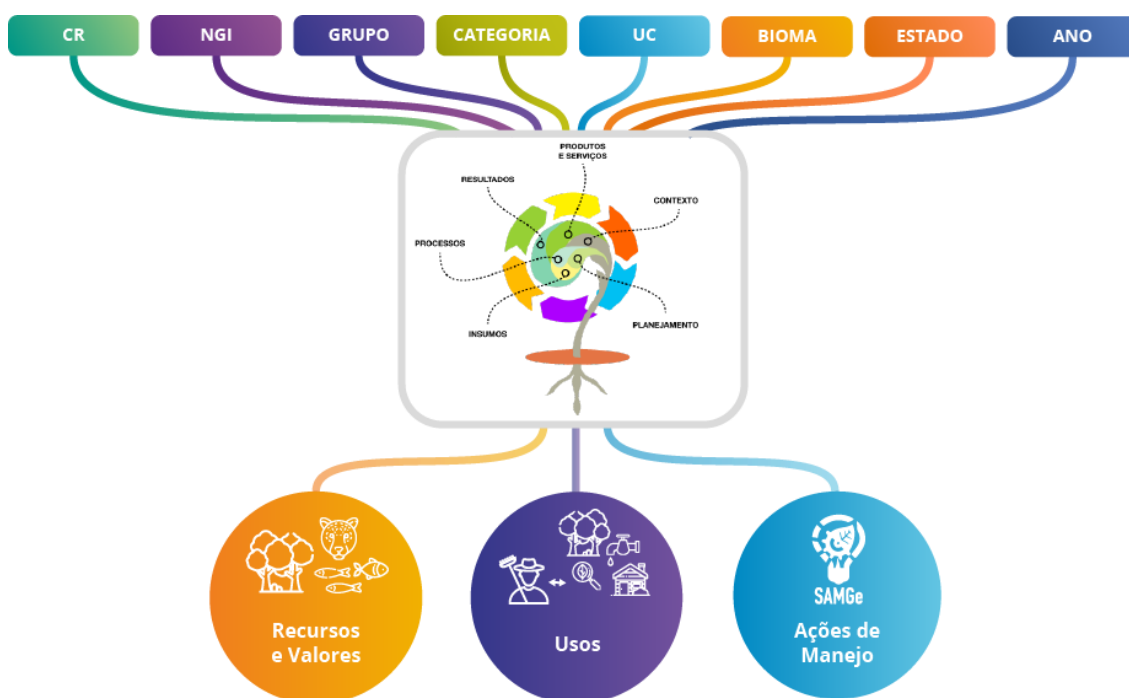 CR
NGI
GRUPO
CATEGORIA
UC
BIOMA
ESTADO
ANO
PRODUTOS
E SERVIÇOS
RESULTADOS
CONTEXTO
PROCESSOS
INSUMOS
PLANEJAMENTO
Recursos
e Valores
Usos
SAMGe
Ações de
Manejo